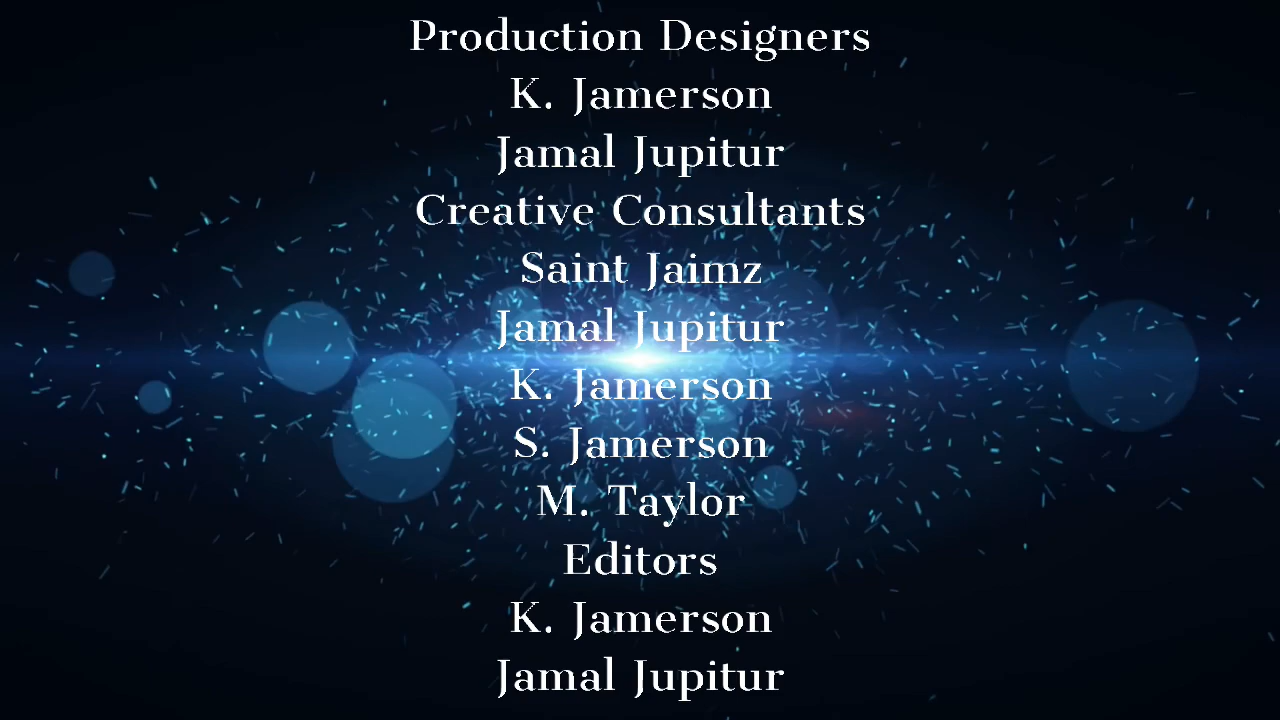 Production Designers
K. Jamerson
Jamal Jupitur
Creative Consultants
Saint Jaimz
Jamal Jupitur
K. Jamerson
S. Jamerson
M. Taylor
Editors
K. Jamerson
Jamal Jupitur